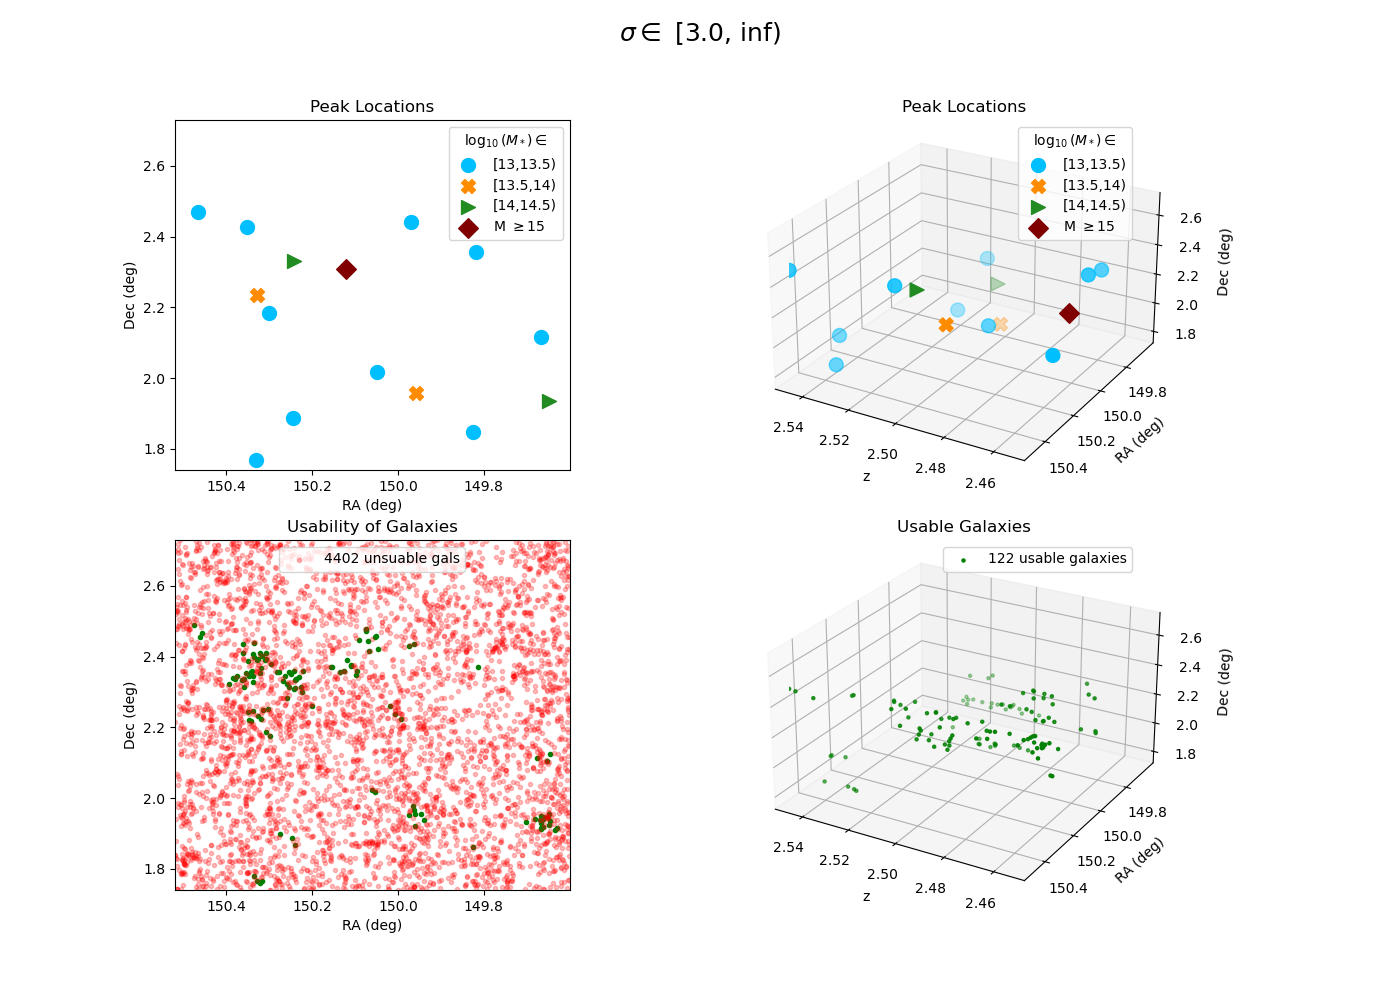 σ ∈ [3.0, inf)
Peak Locations
log₁₀(M*) ∈
[13,13.5)
[13.5,14)
[14,14.5)
M ≥15
2.6
2.4
2.2
2.0
1.8
Dec (deg)
150.4 150.2 150.0 149.8
RA (deg)
Peak Locations
log₁₀(M*) ∈
[13,13.5)
[13.5,14)
[14,14.5)
M ≥15
2.6
2.4
2.2
2.0
1.8
Dec (deg)
149.8
150.0
150.2
150.4
RA (deg)
2.54
2.52
2.50
2.48
2.46
z
Usability of Galaxies
4402 unsuable gals
2.6
2.4
2.2
2.0
1.8
Dec (deg)
150.4 150.2 150.0 149.8
RA (deg)
Usable Galaxies
122 usable galaxies
2.6
2.4
2.2
2.0
1.8
Dec (deg)
149.8
150.0
150.2
150.4
RA (deg)
2.54
2.52
2.50
2.48
2.46
z